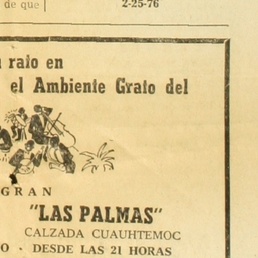 de que
2-25-76
rato en
el Ambiente Grato del
GRAN
"LAS PALMAS"
CALZADA CUAUHTEMOC
O · DESDE LAS 21 HORAS